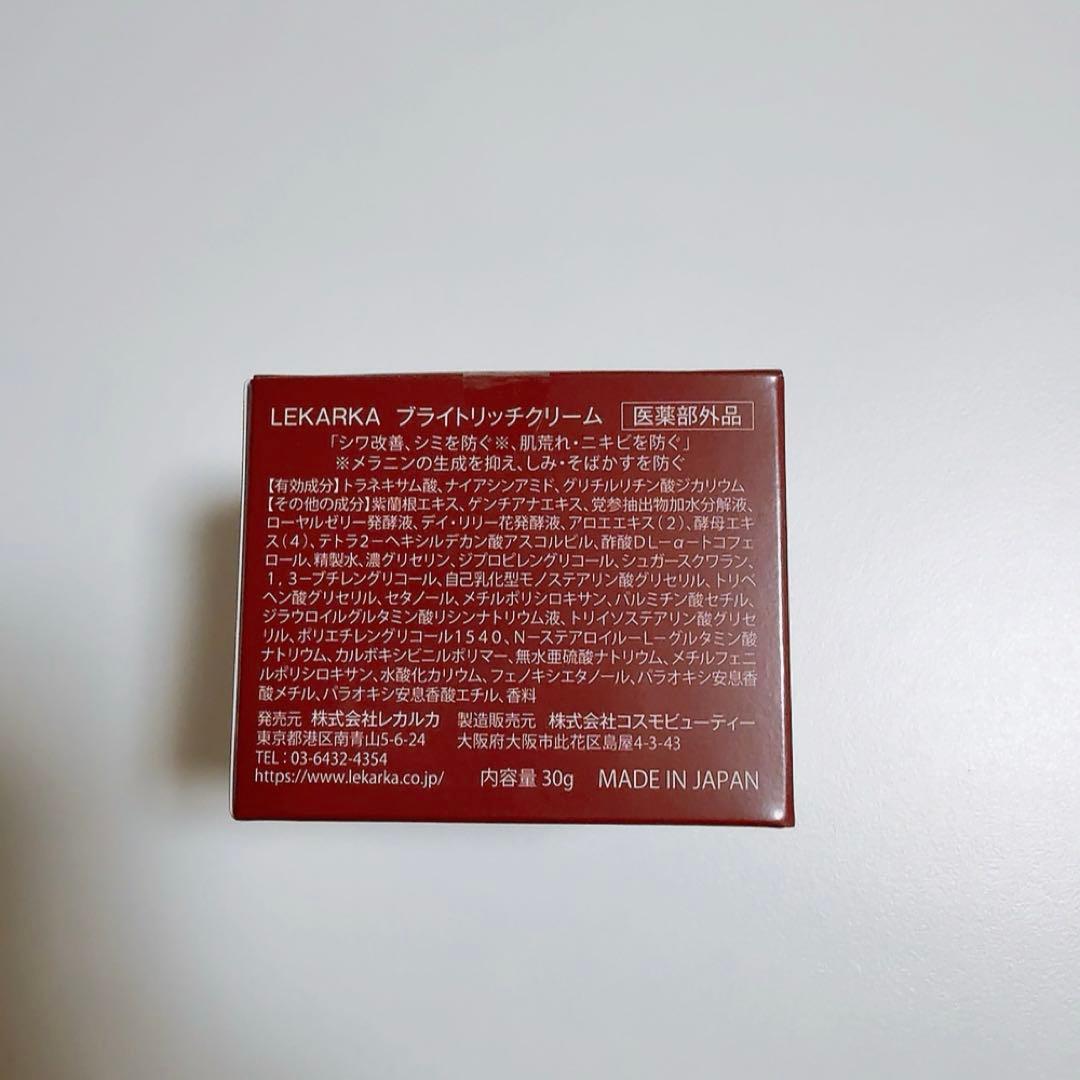 LEKARKA ブライトリッチクリーム 医薬部外品
「シワ改善、シミを防ぐ※、肌荒れ・ニキビを防ぐ」
※メラニンの生成を抑え、しみ・そばかすを防ぐ
【有効成分】トラネキサム酸、ナイアシンアミド、グリチルリチン酸ジカリウム
【その他の成分】紫蘭根エキス、ゲンチアナエキス、党参抽出物加水分解液、
ローヤルゼリー発酵液、デイ・リリー花発酵液、アロエエキス（2）、酵母エキ
ス（4）、テトラ2－ヘキシルデカン酸アスコルビル、酢酸DL－α－トコフェ
ロール、精製水、濃グリセリン、ジプロピレングリコール、シュガースクワラン、
1，3－ブチレングリコール、自己乳化型モノステアリン酸グリセリル、トリベ
ヘン酸グリセリル、セタノール、メチルポリシロキサン、パルミチン酸セチル、
ジラウロイルグルタミン酸リシンナトリウム液、トリイソステアリン酸グリセ
リル、ポリエチレングリコール1540、N－ステアロイル－L－グルタミン酸
ナトリウム、カルボキシビニルポリマー、無水亜硫酸ナトリウム、メチルフェニ
ルポリシロキサン、水酸化カリウム、フェノキシエタノール、パラオキシ安息香
酸メチル、パラオキシ安息香酸エチル、香料
発売元 株式会社レカルカ 製造販売元 株式会社コスモビューティー
東京都港区南青山5-6-24 大阪府大阪市此花区島屋4-3-43
TEL：03-6432-4354
https://www.lekarka.co.jp/ 内容量 30g MADE IN JAPAN